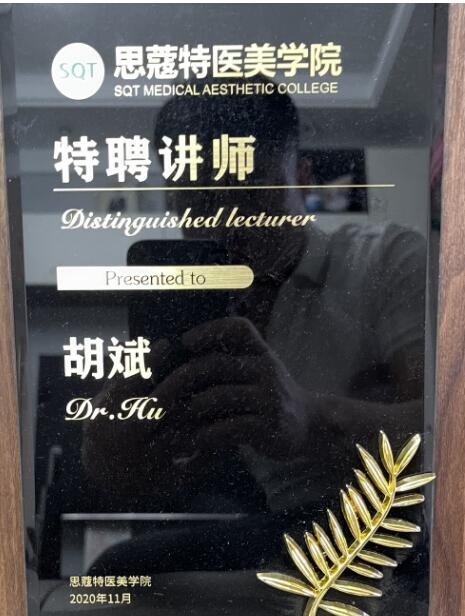 SQT 思蔻特医美学院
SQT MEDICAL AESTHETIC COLLEGE
特聘讲师
Distinguished lecturer
Presented to
胡斌
Dr.Hu
思蔻特医美学院
2020年11月